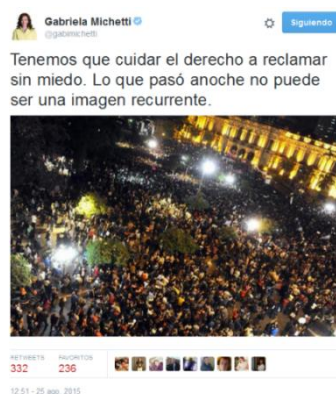 Gabriela Michetti
@gabimichetti
Siguiendo
Tenemos que cuidar el derecho a reclamar
sin miedo. Lo que pasó anoche no puede
ser una imagen recurrente.
RETWEETS FAVORITOS
332 236
12:51 - 25 ago. 2015